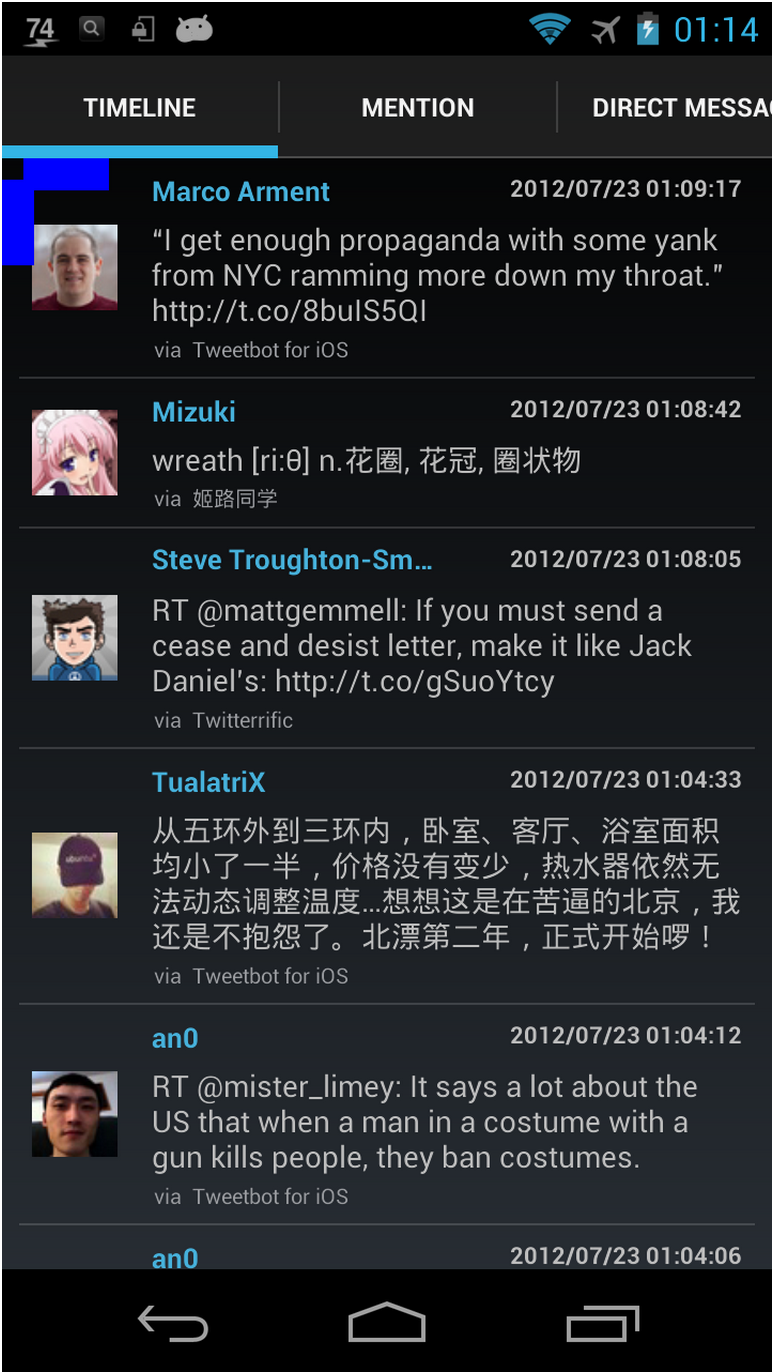 74
01:14
TIMELINE
MENTION
DIRECT MESSA
Marco Arment
2012/07/23 01:09:17
“I get enough propaganda with some yank
from NYC ramming more down my throat."
http://t.co/8buIS5QI
via Tweetbot for iOS
Mizuki
2012/07/23 01:08:42
wreath [ri:θ] n.花圈, 花冠, 圈状物
via 姬路同学
Steve Troughton-Sm…
2012/07/23 01:08:05
RT @mattgemmell: If you must send a
cease and desist letter, make it like Jack
Daniel's: http://t.co/gSuoYtcy
via Twitterrific
TualatriX
2012/07/23 01:04:33
从五环外到三环内，卧室、客厅、浴室面积
均小了一半，价格没有变少，热水器依然无
法动态调整温度…想想这是在苦逼的北京，我
还是不抱怨了。北漂第二年，正式开始啰！
via Tweetbot for iOS
an0
2012/07/23 01:04:12
RT @mister_limey: It says a lot about the
US that when a man in a costume with a
gun kills people, they ban costumes.
via Tweetbot for iOS
an0
2012/07/23 01:04:06